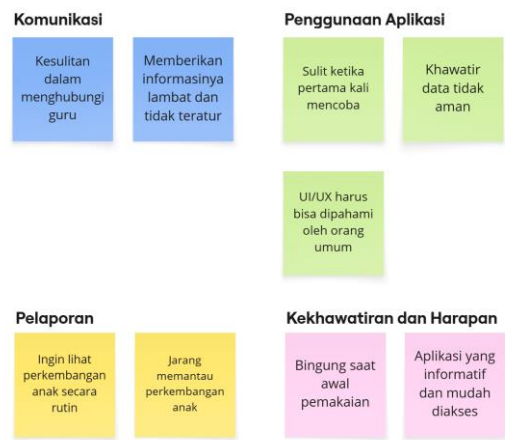 Komunikasi
Kesulitan
dalam
menghubungi
guru
Memberikan
informasinya
lambat dan
tidak teratur
Penggunaan Aplikasi
Sulit ketika
pertama kali
mencoba
Khawatir
data tidak
aman
UI/UX harus
bisa dipahami
oleh orang
umum
Pelaporan
Ingin lihat
perkembangan
anak secara
rutin
Jarang
memantau
perkembangan
anak
Kekhawatiran dan Harapan
Bingung saat
awal
pemakaian
Aplikasi yang
informatif
dan mudah
diakses